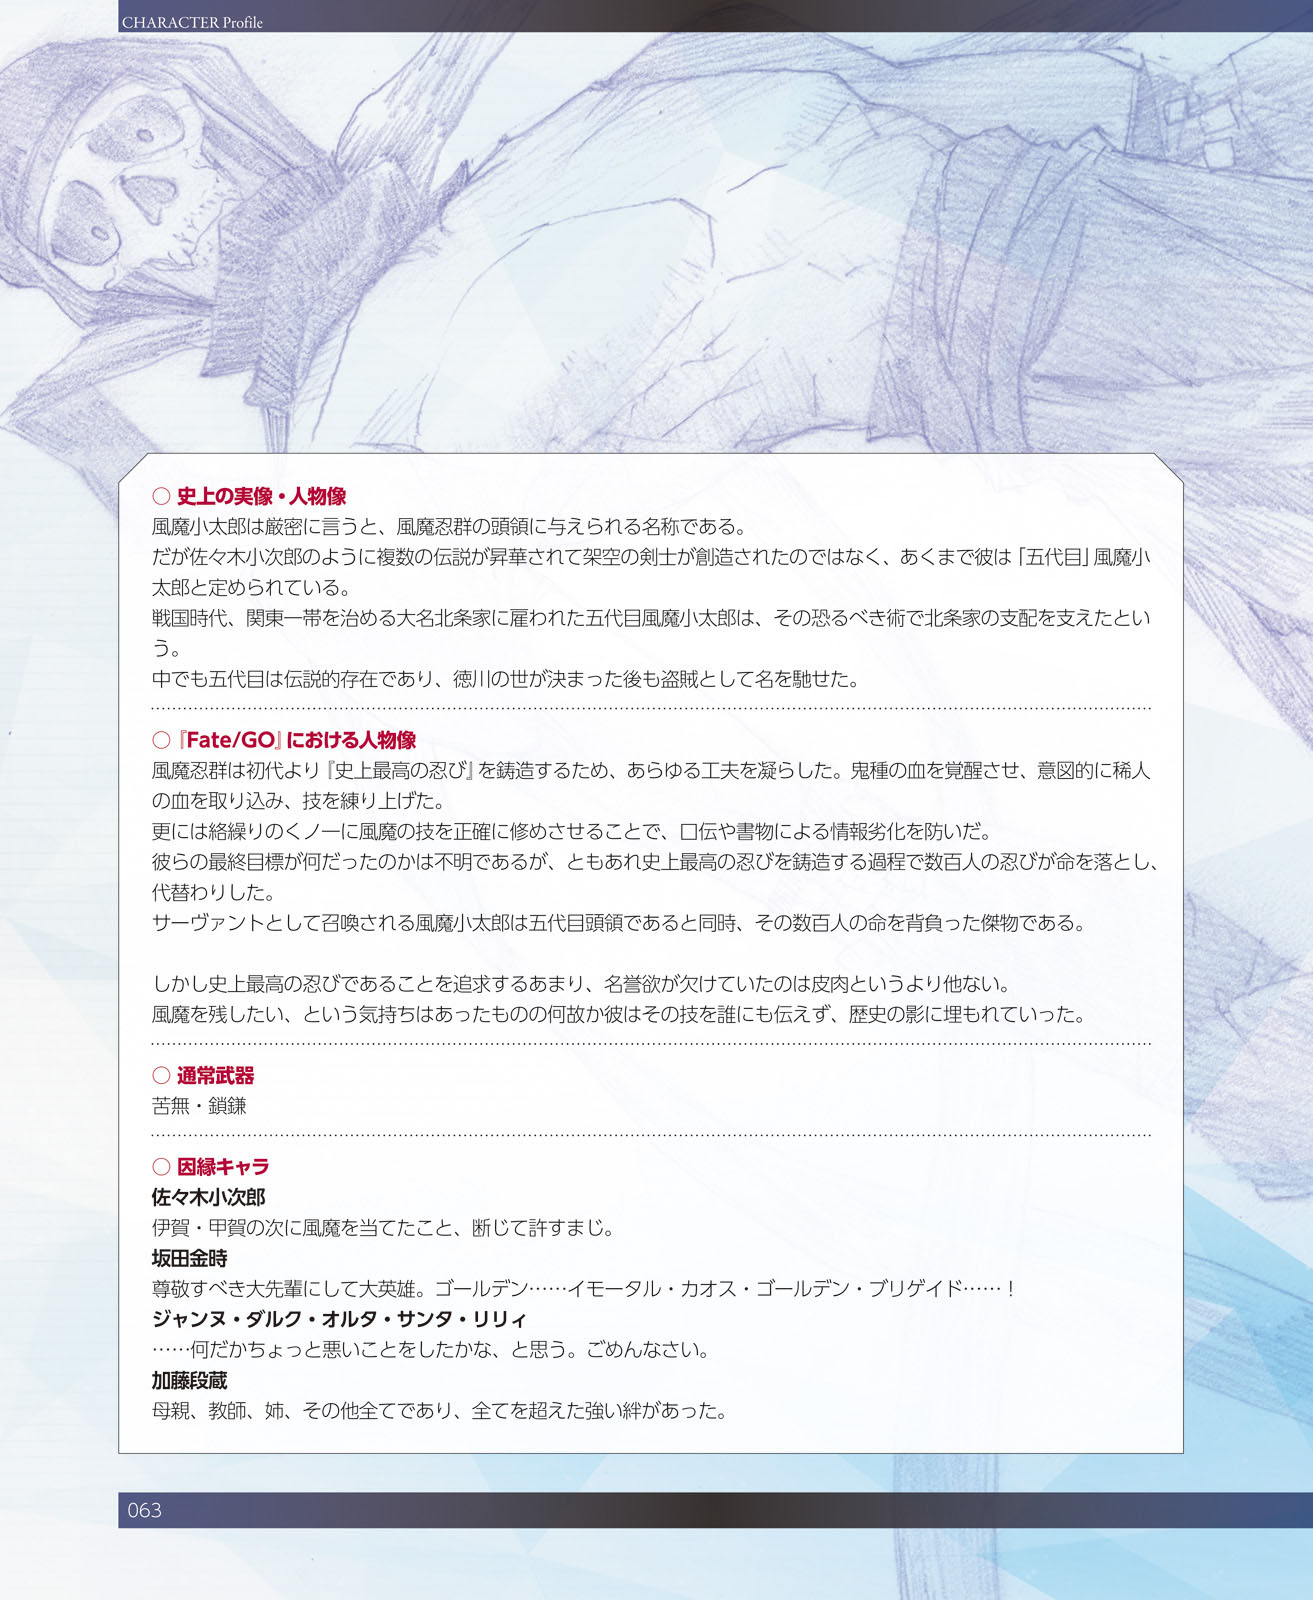 CHARACTER Profile
○ 史上の実像・人物像
風魔小太郎は厳密に言うと、風魔忍群の頭領に与えられる名称である。
だが佐々木小次郎のように複数の伝説が昇華されて架空の剣士が創造されたのではなく、あくまで彼は「五代目」風魔小
太郎と定められている。
戦国時代、関東一帯を治める大名北条家に雇われた五代目風魔小太郎は、その恐るべき術で北条家の支配を支えたとい
う。
中でも五代目は伝説的存在であり、徳川の世が決まった後も盗賊として名を馳せた。
○『Fate/GO』における人物像
風魔忍群は初代より『史上最高の忍び』を鋳造するため、あらゆる工夫を凝らした。鬼種の血を覚醒させ、意図的に稀人
の血を取り込み、技を練り上げた。
更には絡繰りのくノ一に風魔の技を正確に修めさせることで、口伝や書物による情報劣化を防いだ。
彼らの最終目標が何だったのかは不明であるが、ともあれ史上最高の忍びを鋳造する過程で数百人の忍びが命を落とし、
代替わりした。
サーヴァントとして召喚される風魔小太郎は五代目頭領であると同時、その数百人の命を背負った傑物である。
しかし史上最高の忍びであることを追求するあまり、名誉欲が欠けていたのは皮肉というより他ない。
風魔を残したい、という気持ちはあったものの何故か彼はその技を誰にも伝えず、歴史の影に埋もれていった。
○ 通常武器
苦無・鎖鎌
○ 因縁キャラ
佐々木小次郎
伊賀・甲賀の次に風魔を当てたこと、断じて許すまじ。
坂田金時
尊敬すべき大先輩にして大英雄。ゴールデン……イモータル・カオス・ゴールデン・ブリゲイド……！
ジャンヌ・ダルク・オルタ・サンタ・リリィ
……何だかちょっと悪いことをしたかな、と思う。ごめんなさい。
加藤段蔵
母親、教師、姉、その他全てであり、全てを超えた強い絆があった。
063